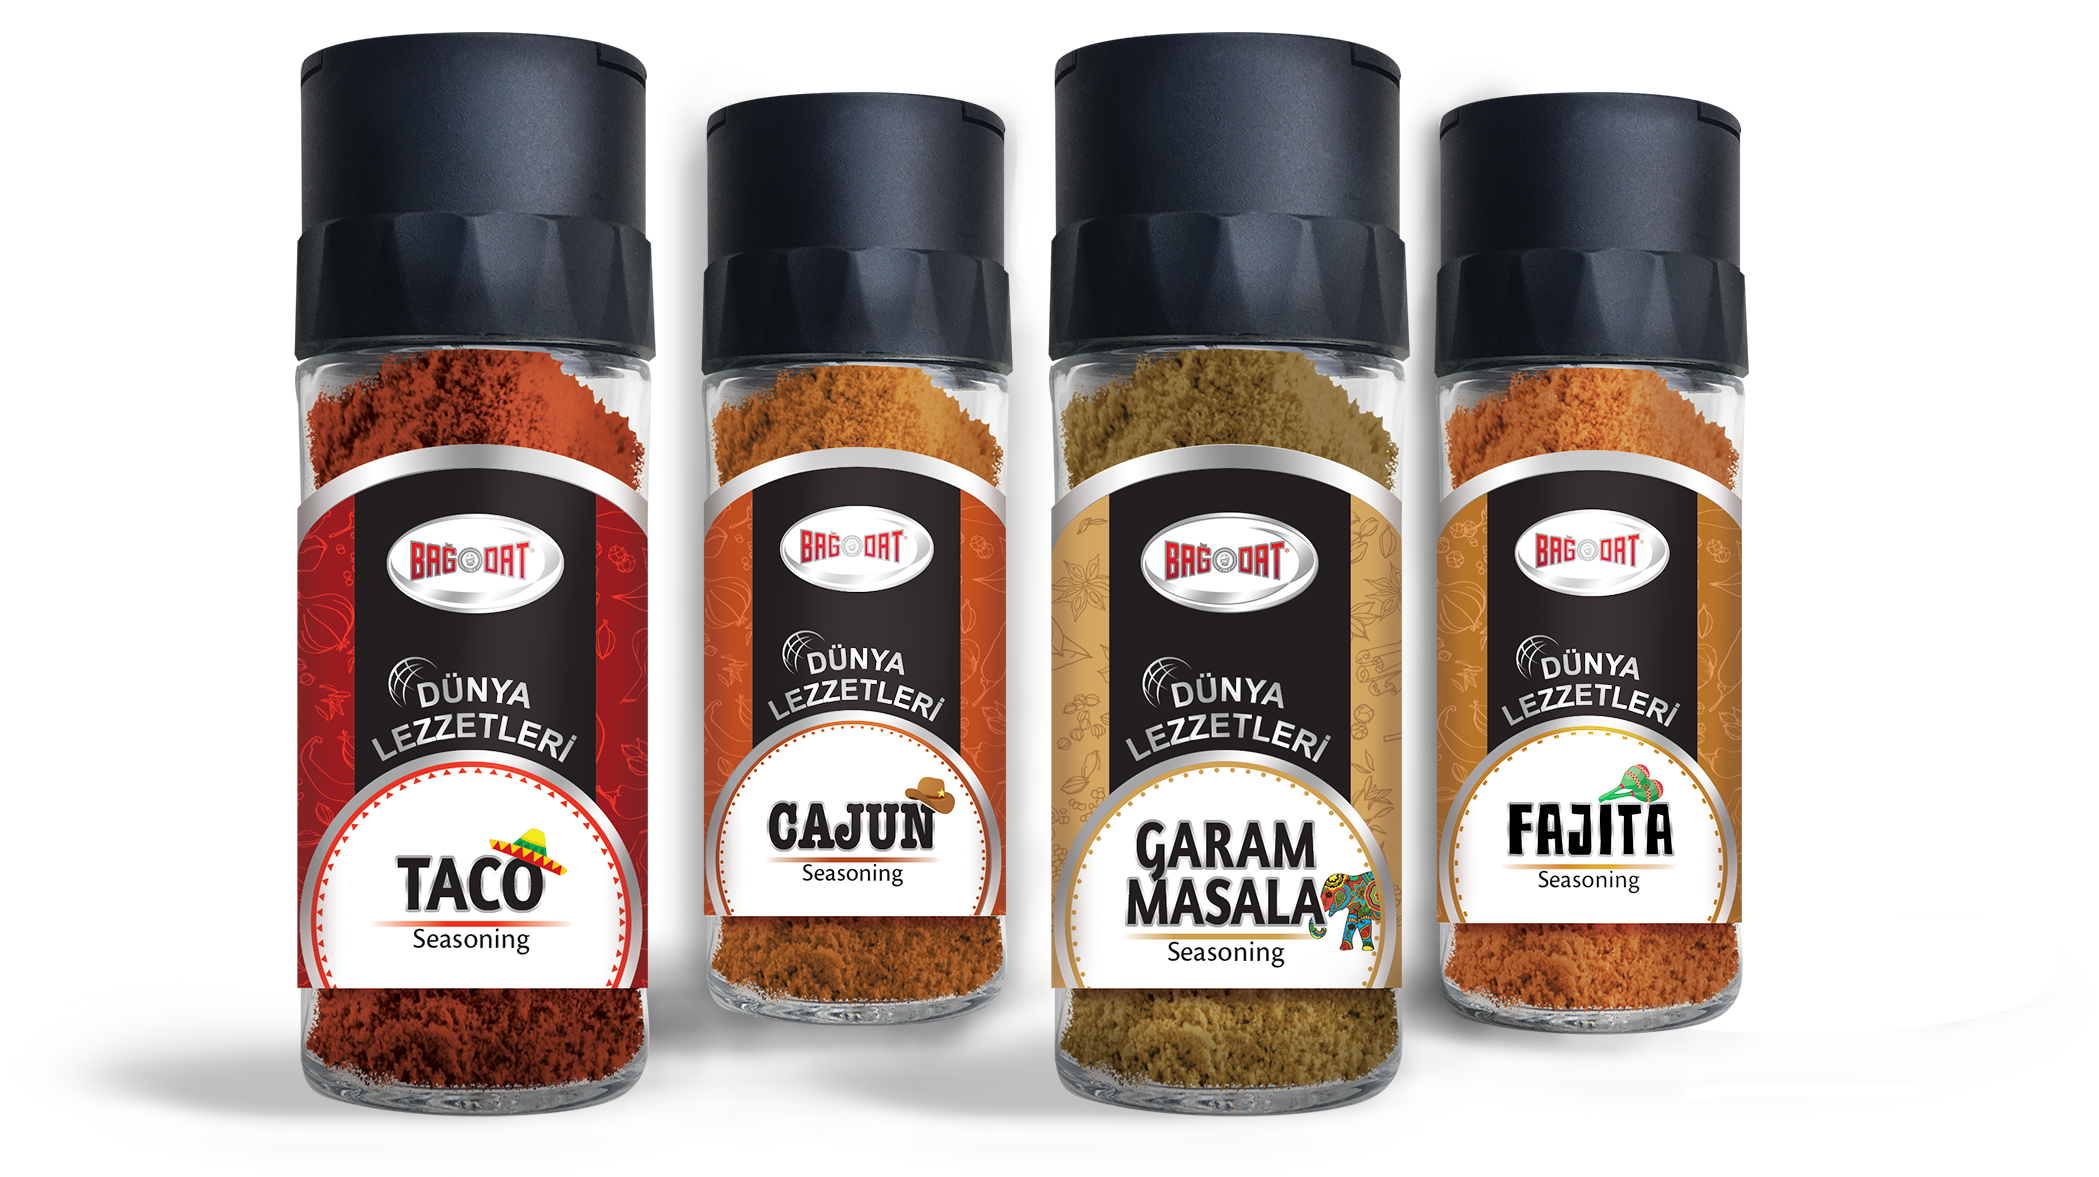 BAĞDAT
DÜNYA
LEZZETLERİ
TACO
Seasoning
BAĞDAT
DÜNYA
LEZZETLERİ
CAJUN
Seasoning
BAĞDAT
DÜNYA
LEZZETLERİ
GARAM
MASALA
Seasoning
BAĞDAT
DÜNYA
LEZZETLERİ
FAJITA
Seasoning